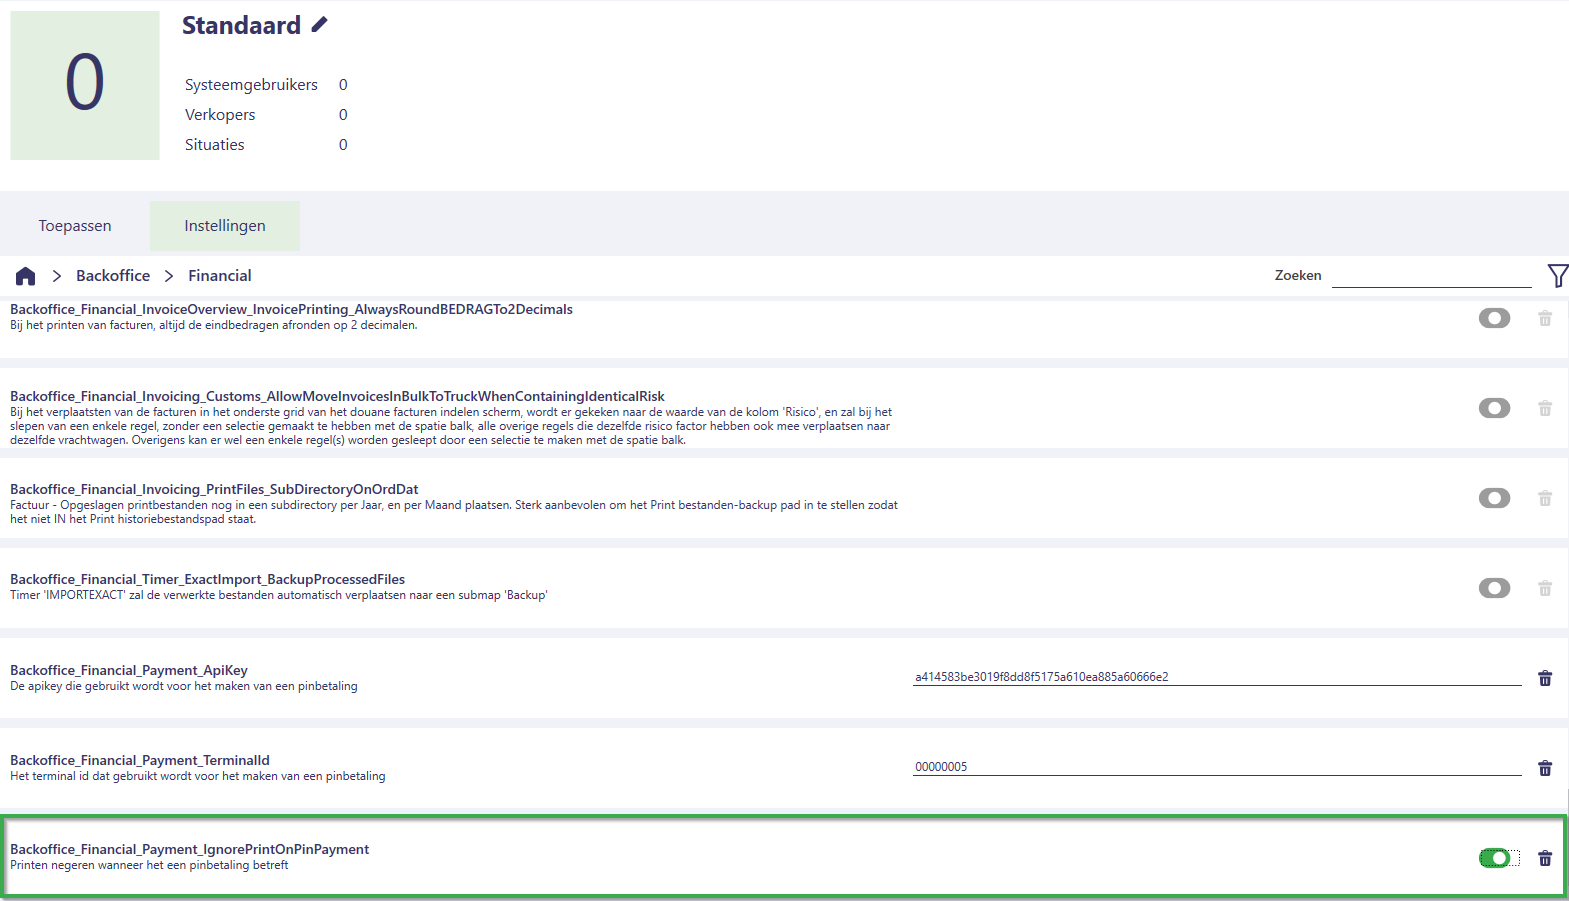 0
Standaard
Systeemgebruikers 0
Verkopers 0
Situaties 0
Toepassen Instellingen
Backoffice > Financial Zoeken
Backoffice_Financial_InvoiceOverview_InvoicePrinting_AlwaysRoundBEDRAGTo2Decimals
Bij het printen van facturen, altijd de eindbedragen afronden op 2 decimalen.
Backoffice_Financial_Invoicing_Customs_AllowMoveInvoicesInBulkToTruckWhenContainingIdenticalRisk
Bij het verplaatsten van de facturen in het onderste grid van het douane facturen indelen scherm, wordt er gekeken naar de waarde van de kolom 'Risico', en zal bij het
slepen van een enkele regel, zonder een selectie gemaakt te hebben met de spatie balk, alle overige regels die dezelfde risico factor hebben ook mee verplaatsen naar
dezelfde vrachtwagen. Overigens kan er wel een enkele regel(s) worden gesleept door een selectie te maken met de spatie balk.
Backoffice_Financial_Invoicing_PrintFiles_SubDirectoryOnOrdDat
Factuur - Opgeslagen printbestanden nog in een subdirectory per Jaar, en per Maand plaatsen. Sterk aanbevolen om het Print bestanden-backup pad in te stellen zodat
het niet IN het Print historiebestandspad staat.
Backoffice_Financial_Timer_ExactImport_BackupProcessedFiles
Timer 'IMPORTEXACT' zal de verwerkte bestanden automatisch verplaatsen naar een submap 'Backup'
Backoffice_Financial_Payment_ApiKey
De apikey die gebruikt wordt voor het maken van een pinbetaling
a414583be3019f8dd8f5175a610ea885a60666e2
Backoffice_Financial_Payment_TerminalId
Het terminal id dat gebruikt wordt voor het maken van een pinbetaling
00000005
Backoffice_Financial_Payment_IgnorePrintOnPinPayment
Printen negeren wanneer het een pinbetaling betreft